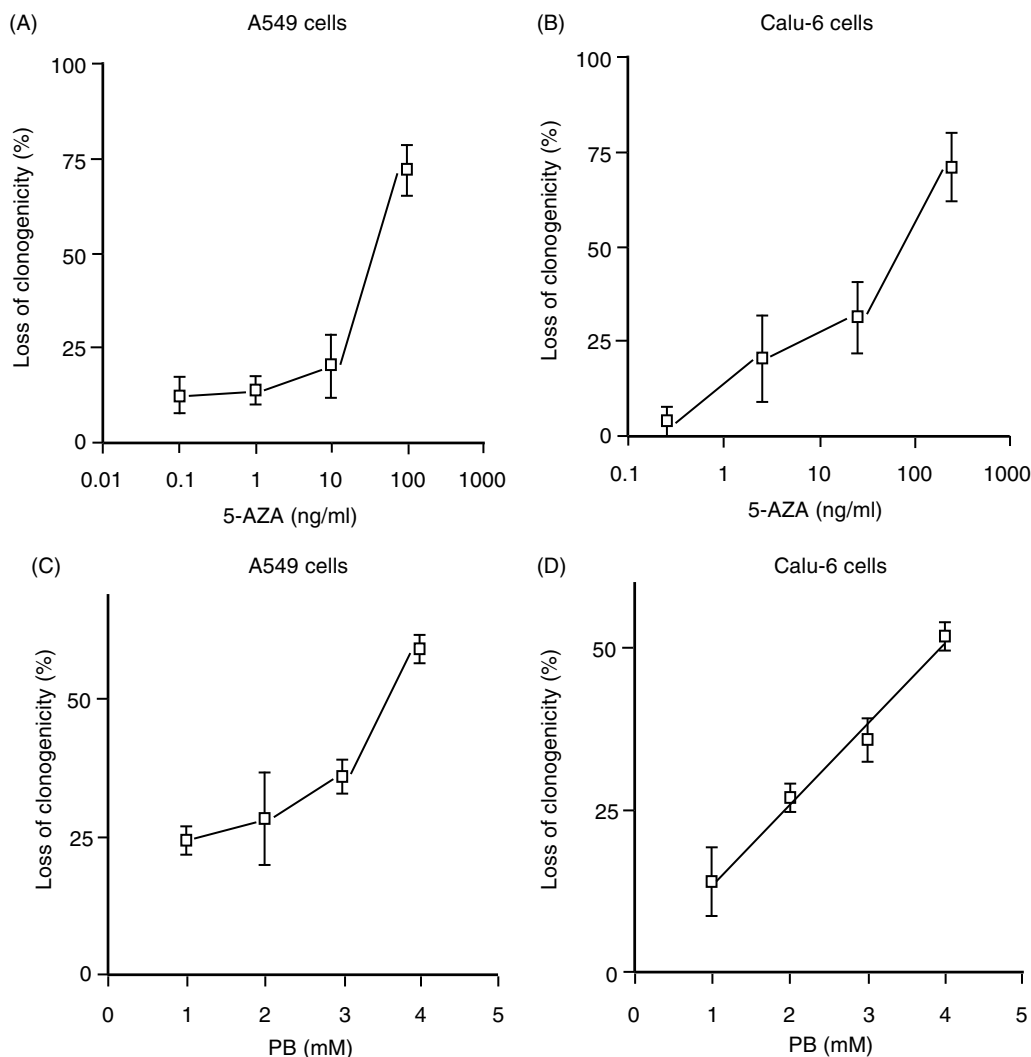 (A)
A549 cells
100
75
50
25
0
Loss of clonogenicity (%)
0.01 0.1 1 10 100 1000
5-AZA (ng/ml)
(B)
Calu-6 cells
100
75
50
25
0
Loss of clonogenicity (%)
0.1 1 10 100 1000
5-AZA (ng/ml)
(C)
A549 cells
50
25
0
Loss of clonogenicity (%)
0 1 2 3 4 5
PB (mM)
(D)
Calu-6 cells
50
25
0
Loss of clonogenicity (%)
0 1 2 3 4 5
PB (mM)